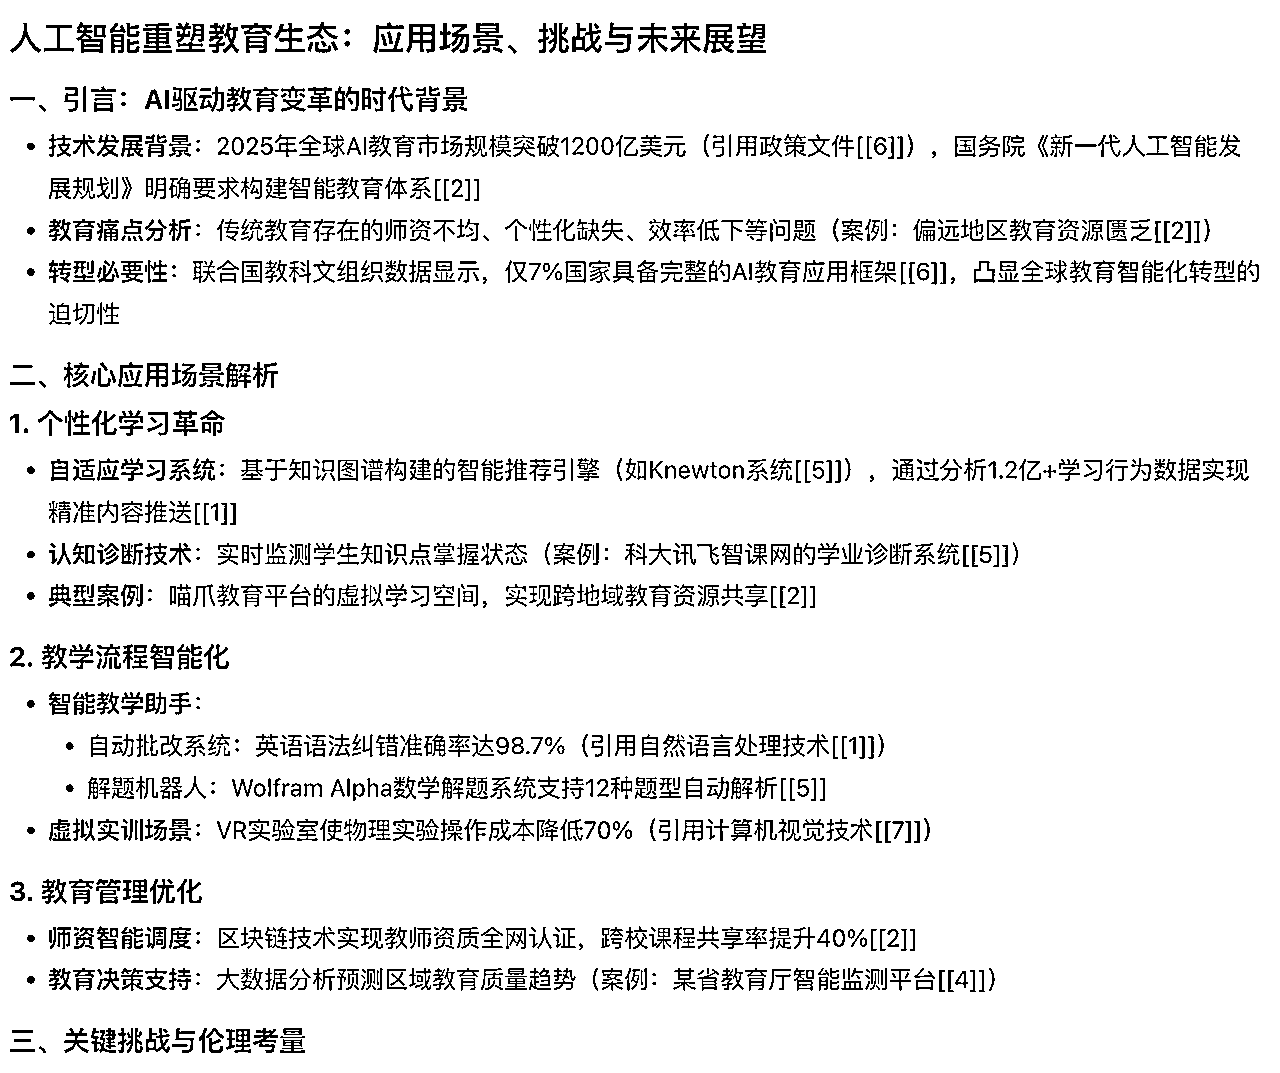 人工智能重塑教育生态：应用场景、挑战与未来展望
一、引言：AI驱动教育变革的时代背景
• 技术发展背景：2025年全球AI教育市场规模突破1200亿美元（引用政策文件[[6]]），国务院《新一代人工智能发
展规划》明确要求构建智能教育体系[[2]]
• 教育痛点分析：传统教育存在的师资不均、个性化缺失、效率低下等问题（案例：偏远地区教育资源匮乏[[2]]）
• 转型必要性：联合国教科文组织数据显示，仅7%国家具备完整的AI教育应用框架[[6]]，凸显全球教育智能化转型的
迫切性
二、核心应用场景解析
1. 个性化学习革命
• 自适应学习系统：基于知识图谱构建的智能推荐引擎（如Knewton系统[[5]]），通过分析1.2亿+学习行为数据实现
精准内容推送[[1]]
• 认知诊断技术：实时监测学生知识点掌握状态（案例：科大讯飞智课网的学业诊断系统[[5]]）
• 典型案例：喵爪教育平台的虚拟学习空间，实现跨地域教育资源共享[[2]]
2. 教学流程智能化
• 智能教学助手：
• 自动批改系统：英语语法纠错准确率达98.7%（引用自然语言处理技术[[1]]）
• 解题机器人：Wolfram Alpha数学解题系统支持12种题型自动解析[[5]]
• 虚拟实训场景：VR实验室使物理实验操作成本降低70%（引用计算机视觉技术[[7]]）
3. 教育管理优化
• 师资智能调度：区块链技术实现教师资质全网认证，跨校课程共享率提升40%[[2]]
• 教育决策支持：大数据分析预测区域教育质量趋势（案例：某省教育厅智能监测平台[[4]]）
三、关键挑战与伦理考量